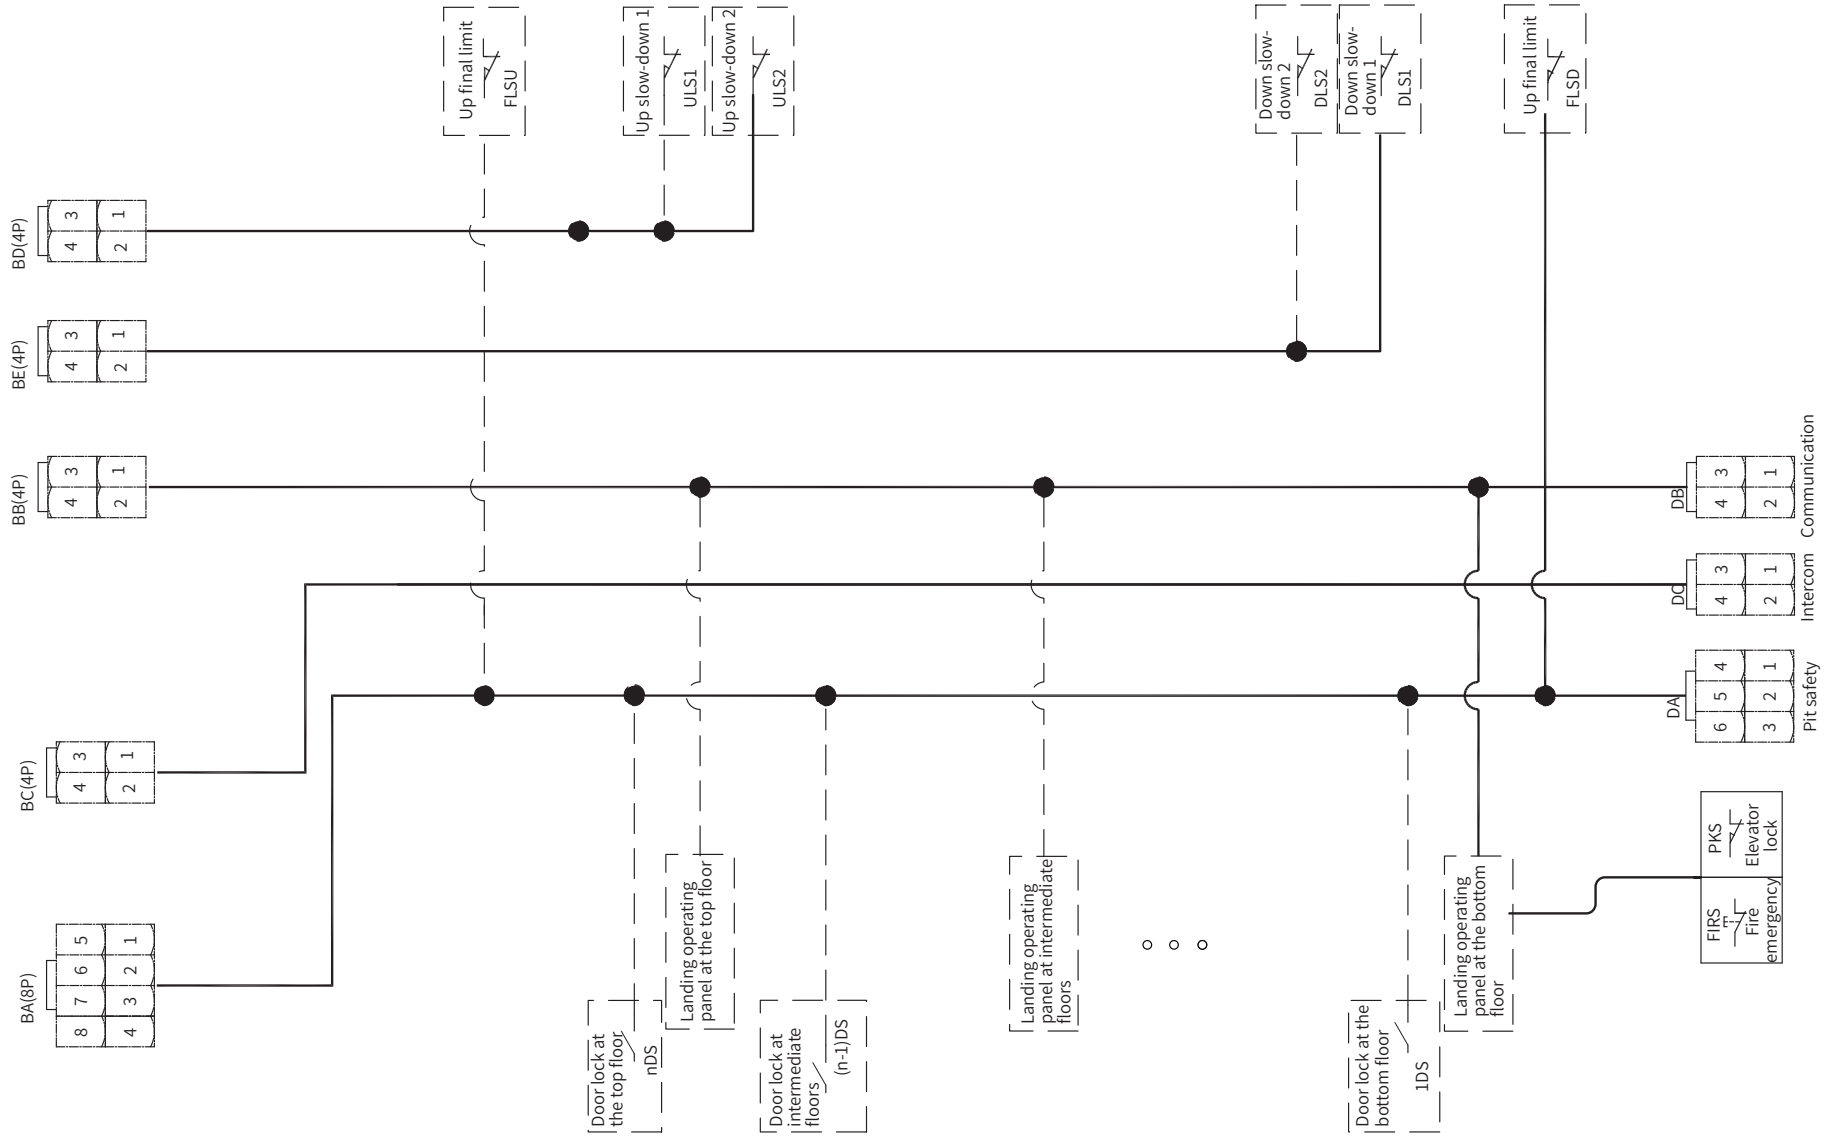 Up final limit
FLSU
Up slow-down 1
ULS1
Up slow-down 2
ULS2
Down slow-
down 2
DLS2
Down slow-
down 1
DLS1
Up final limit
FLSD
BD(4P)
3 1
4 2
BE(4P)
3 1
4 2
BB(4P)
3 1
4 2
BC(4P)
3 1
4 2
BA(8P)
5 1
6 2
7 3
8 4
DB
3 1
4 2
Communication
DC
3 1
4 2
Intercom
DA
4 1
5 2
6 3
Pit safety
Door lock at
the top floor
nDS
Landing operating
panel at the top floor
Door lock at
intermediate
floors
(n-1)DS
Landing operating
panel at intermediate
floors
Door lock at the
bottom floor
1DS
Landing operating
panel at the bottom
floor
PKS
Elevator
lock
FIRS
Fire
emergency